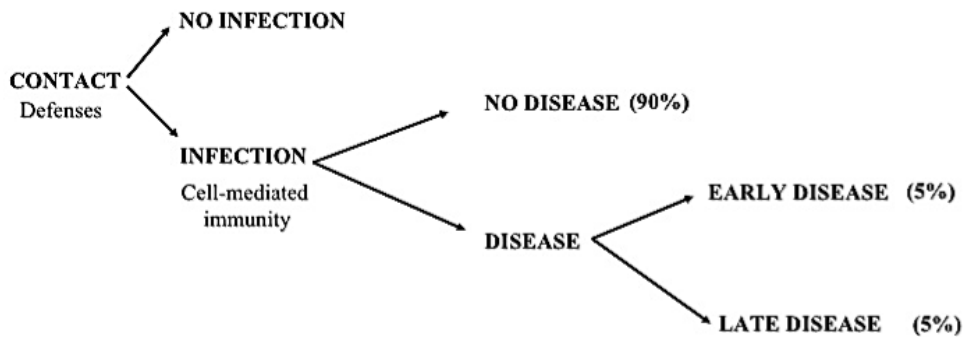 NO INFECTION
CONTACT
Defenses
NO DISEASE (90%)
INFECTION
Cell-mediated
immunity
EARLY DISEASE (5%)
DISEASE
LATE DISEASE (5%)